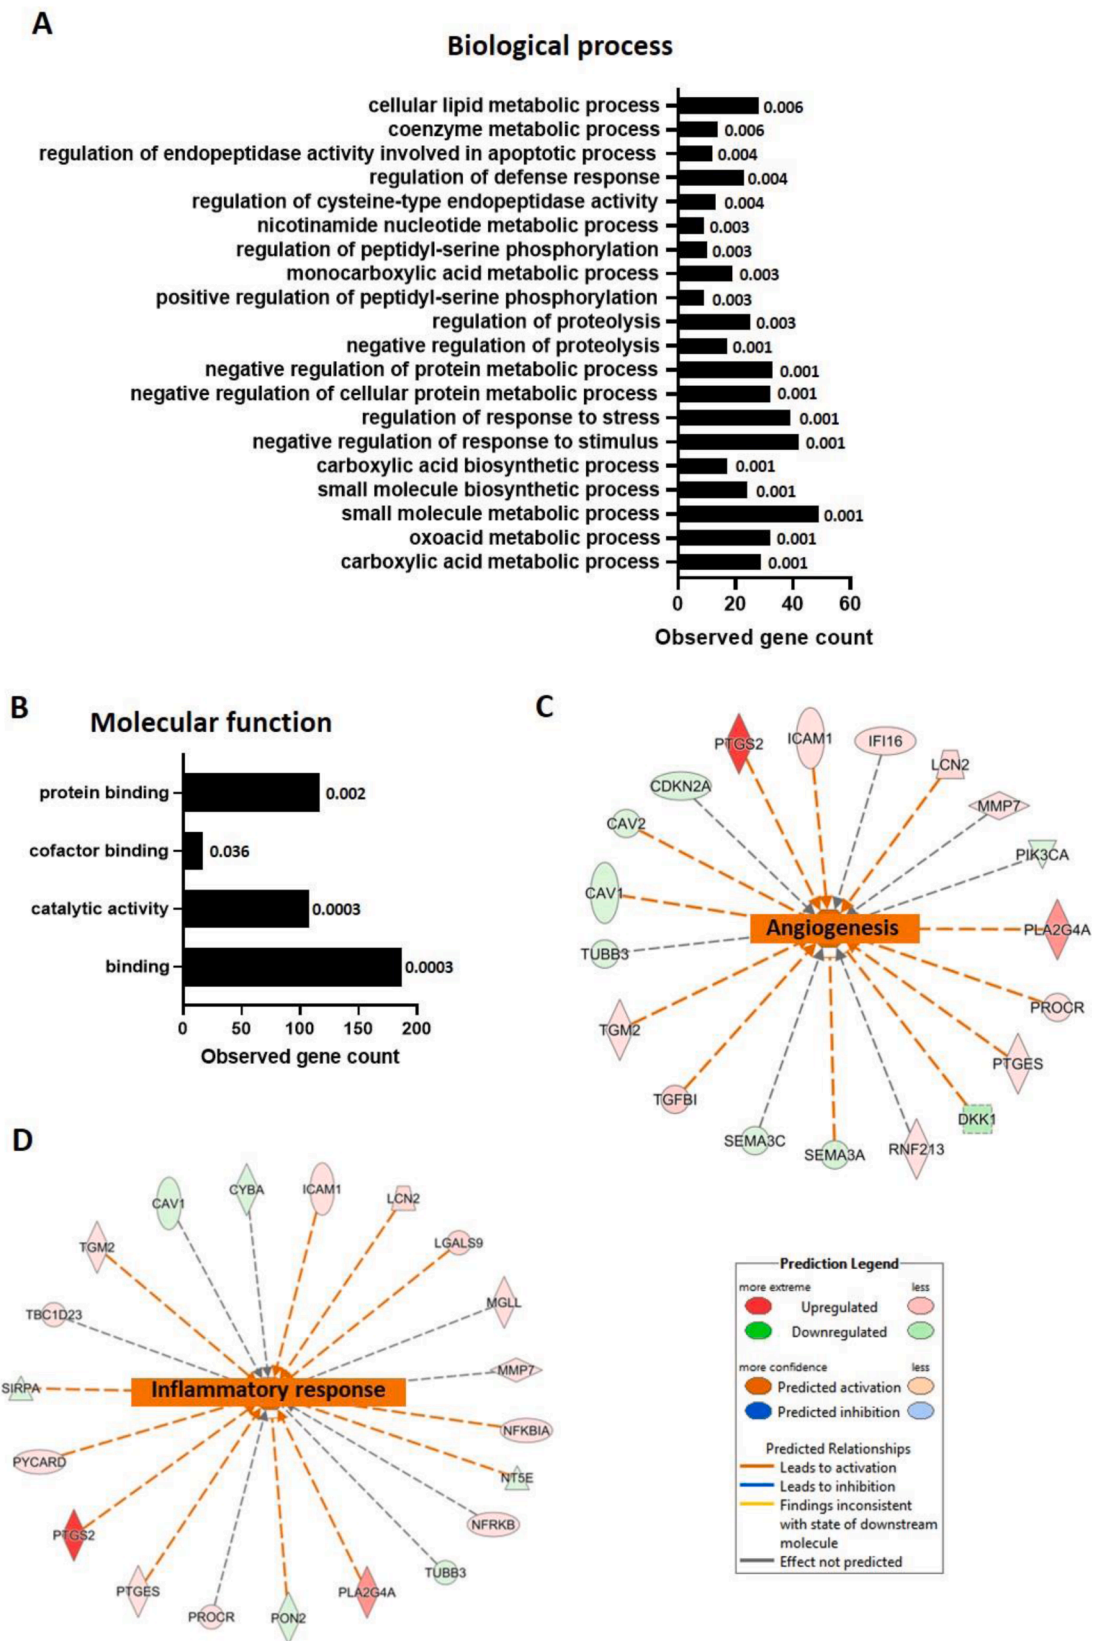 A
Biological process
cellular lipid metabolic process 0.006
coenzyme metabolic process 0.006
regulation of endopeptidase activity involved in apoptotic process 0.004
regulation of defense response 0.004
regulation of cysteine-type endopeptidase activity 0.004
nicotinamide nucleotide metabolic process 0.003
regulation of peptidyl-serine phosphorylation 0.003
monocarboxylic acid metabolic process 0.003
positive regulation of peptidyl-serine phosphorylation 0.003
regulation of proteolysis 0.003
negative regulation of proteolysis 0.001
negative regulation of protein metabolic process 0.001
negative regulation of cellular protein metabolic process 0.001
regulation of response to stress 0.001
negative regulation of response to stimulus 0.001
carboxylic acid biosynthetic process 0.001
small molecule biosynthetic process 0.001
small molecule metabolic process 0.001
oxoacid metabolic process 0.001
carboxylic acid metabolic process 0.001
0 20 40 60
Observed gene count
B
Molecular function
protein binding 0.002
cofactor binding 0.036
catalytic activity 0.0003
binding 0.0003
0 50 100 150 200
Observed gene count
C
PTGS2
ICAM1
IFI16
LCN2
CDKN2A
MMP7
CAV2
PIK3CA
CAV1
Angiogenesis
PLA2G4A
TUBB3
PROCR
TGM2
PTGES
TGFBI
DKK1
SEMA3C
SEMA3A
RNF213
D
CAV1
CYBA
ICAM1
LCN2
TGM2
LGALS9
TBC1D23
MGLL
MMP7
SIRPA
Inflammatory response
NFKBIA
PYCARD
NT5E
PTGS2
NFRKB
PTGES
TUBB3
PROCR
PON2
PLA2G4A
Prediction Legend
more extreme less
Upregulated
Downregulated
more confidence less
Predicted activation
Predicted inhibition
Predicted Relationships
Leads to activation
Leads to inhibition
Findings inconsistent
with state of downstream
molecule
Effect not predicted